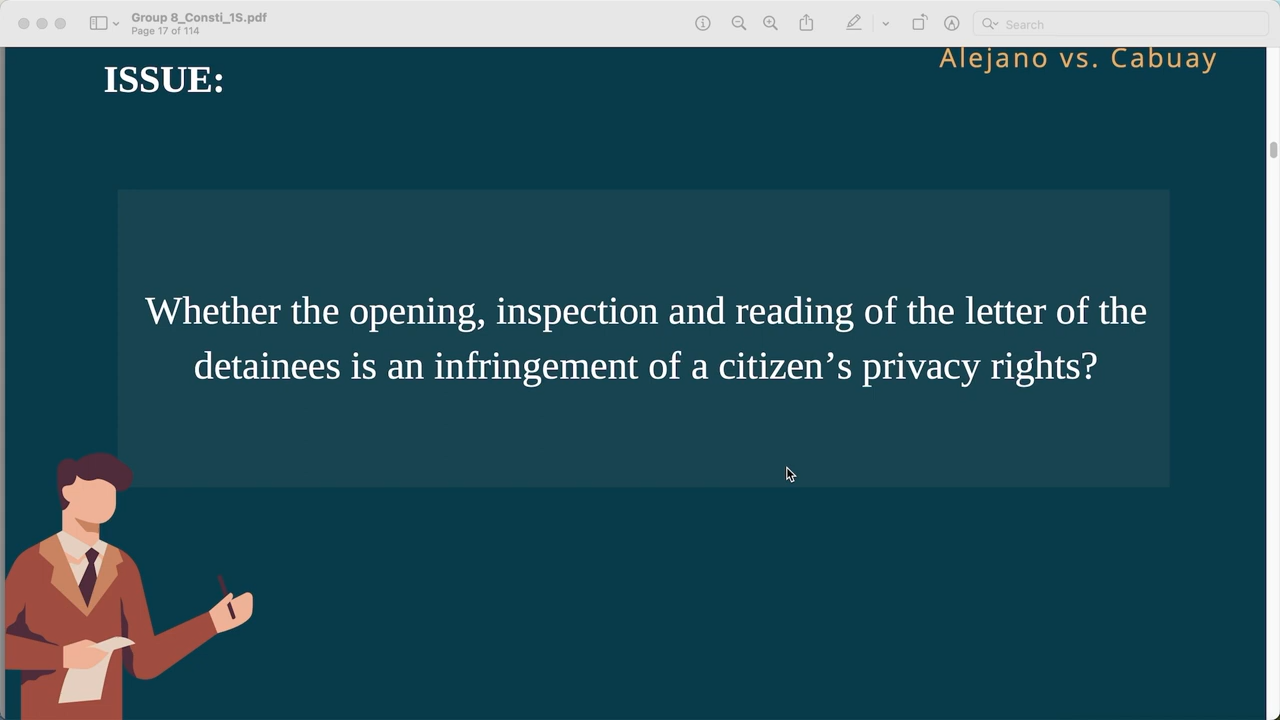 Group 8_Consti_1S.pdf
Page 17 of 114
Search
Alejano vs. Cabuay
ISSUE:
Whether the opening, inspection and reading of the letter of the
detainees is an infringement of a citizen’s privacy rights?